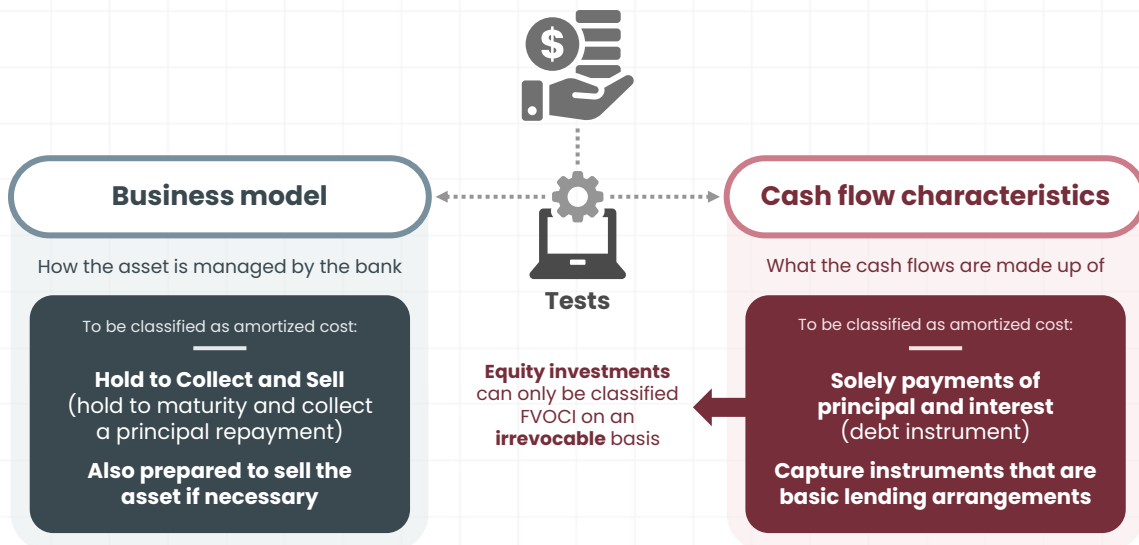 $
Business model
How the asset is managed by the bank
To be classified as amortized cost:
Hold to Collect and Sell
(hold to maturity and collect
a principal repayment)
Also prepared to sell the
asset if necessary
Tests
Equity investments
can only be classified
FVOCI on an
irrevocable basis
Cash flow characteristics
What the cash flows are made up of
To be classified as amortized cost:
Solely payments of
principal and interest
(debt instrument)
Capture instruments that are
basic lending arrangements